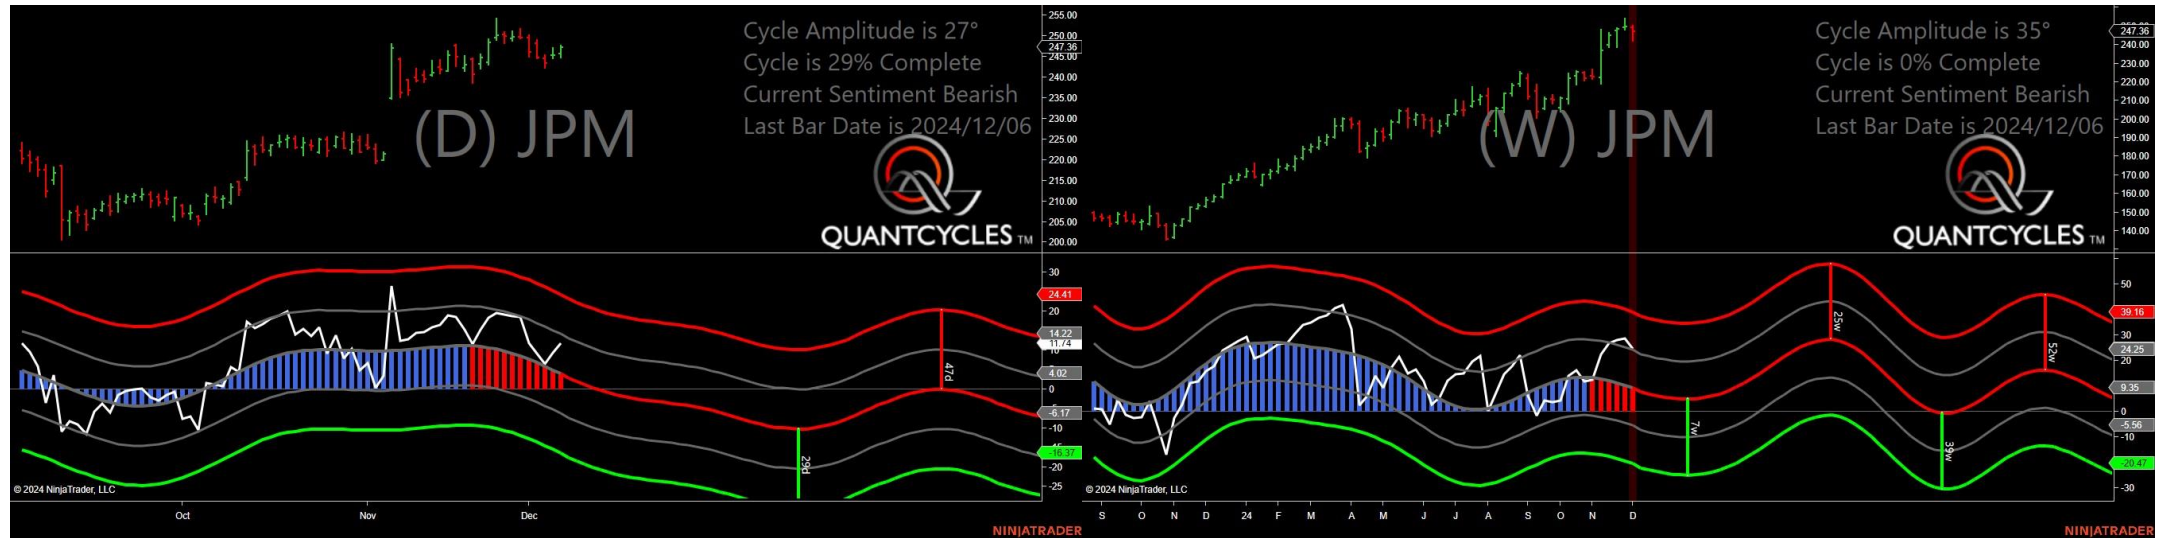 Cycle Amplitude is 27°
Cycle is 29% Complete
Current Sentiment Bearish
Last Bar Date is 2024/12/06
(D) JPM
QUANTCYCLES TM
255.00
250.00
247.36
245.00
240.00
235.00
230.00
225.00
220.00
215.00
210.00
205.00
200.00
30
24.41
20
14.22
11.74
10
4.02
0
-6.17
-10
-16.37
-20
-25
47d
29d
© 2024 NinjaTrader, LLC
Oct
Nov
Dec
NINJATRADER
Cycle Amplitude is 35°
Cycle is 0% Complete
Current Sentiment Bearish
Last Bar Date is 2024/12/06
(W) JPM
QUANTCYCLES TM
247.36
240.00
230.00
220.00
210.00
200.00
190.00
180.00
170.00
160.00
150.00
140.00
50
39.16
30
24.25
20
9.35
0
-5.56
-10
-20.47
-30
7w
25w
39w
52w
© 2024 NinjaTrader, LLC
S O N D 24 F M A M J J A S O N D
NINJATRADER